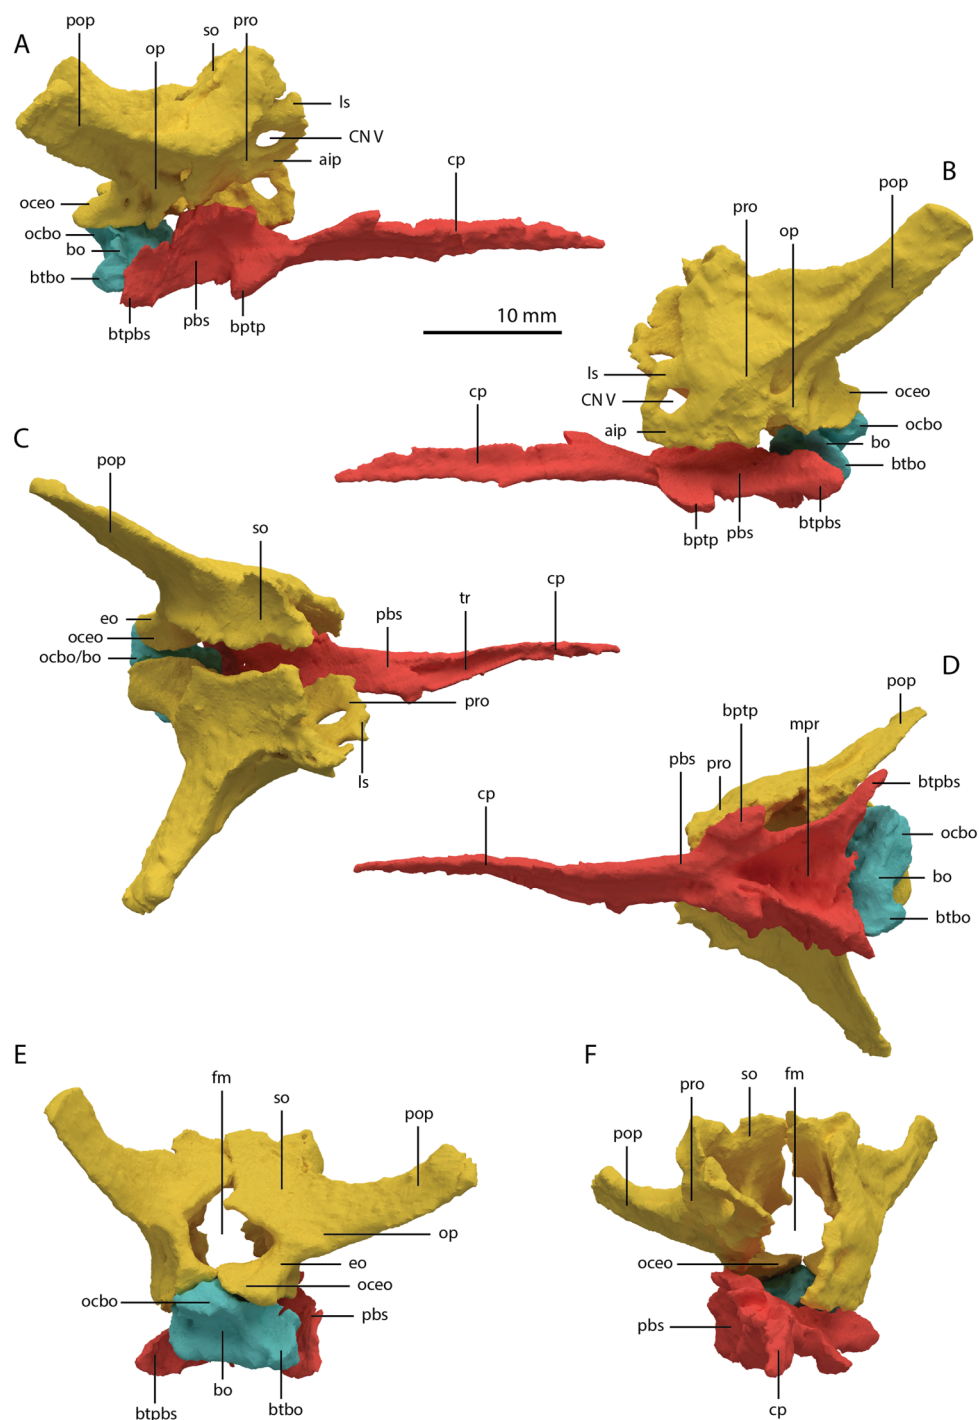 A
pop
op
so
pro
ls
CN V
aip
cp
oceo
ocbo
bo
btbo
btpbs
pbs
bptp
10 mm
B
pop
pro
op
ls
CN V
aip
cp
oceo
ocbo
bo
btbo
btpbs
pbs
bptp
C
pop
so
eo
oceo
ocbo/bo
pbs
tr
cp
pro
ls
D
pop
bptp
mpr
pbs
pro
btpbs
cp
ocbo
bo
btbo
E
fm
so
pop
op
eo
oceo
ocbo
pbs
btpbs
bo
btbo
F
so
fm
pro
pop
oceo
pbs
cp